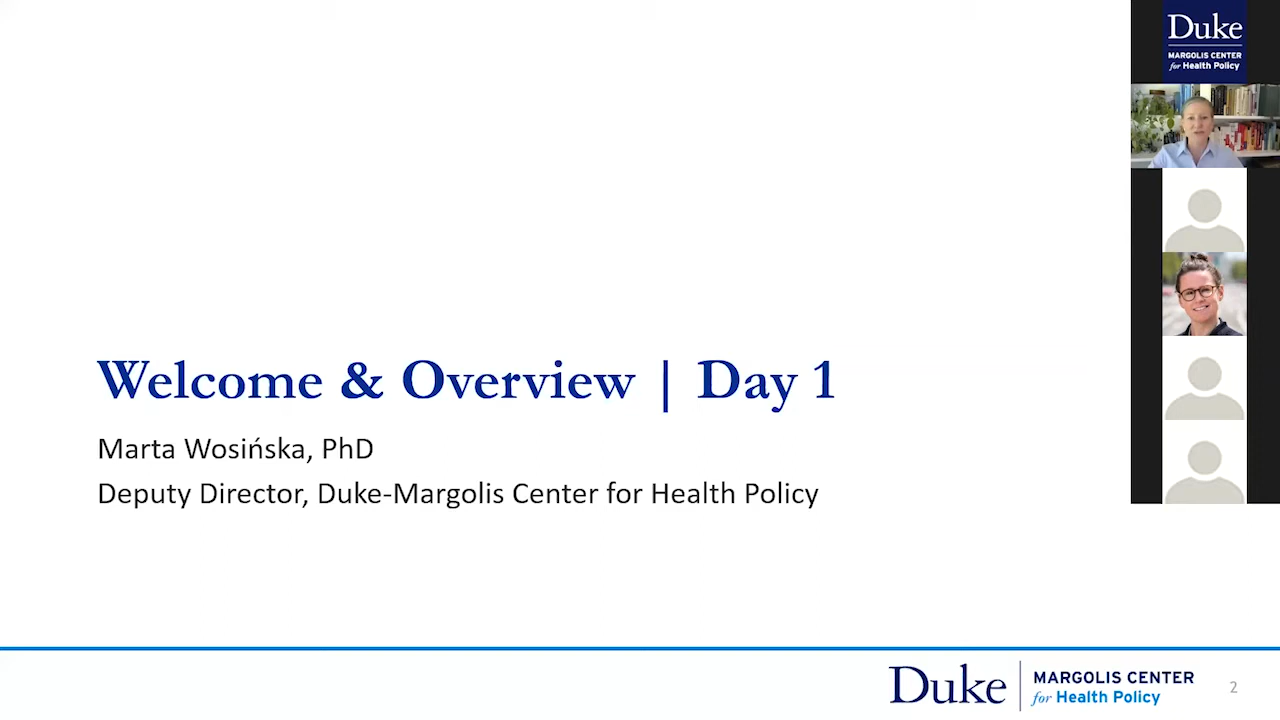 Duke
MARGOLIS CENTER
for Health Policy
Welcome & Overview | Day 1
Marta Wosińska, PhD
Deputy Director, Duke-Margolis Center for Health Policy
Duke
MARGOLIS CENTER
for Health Policy
2